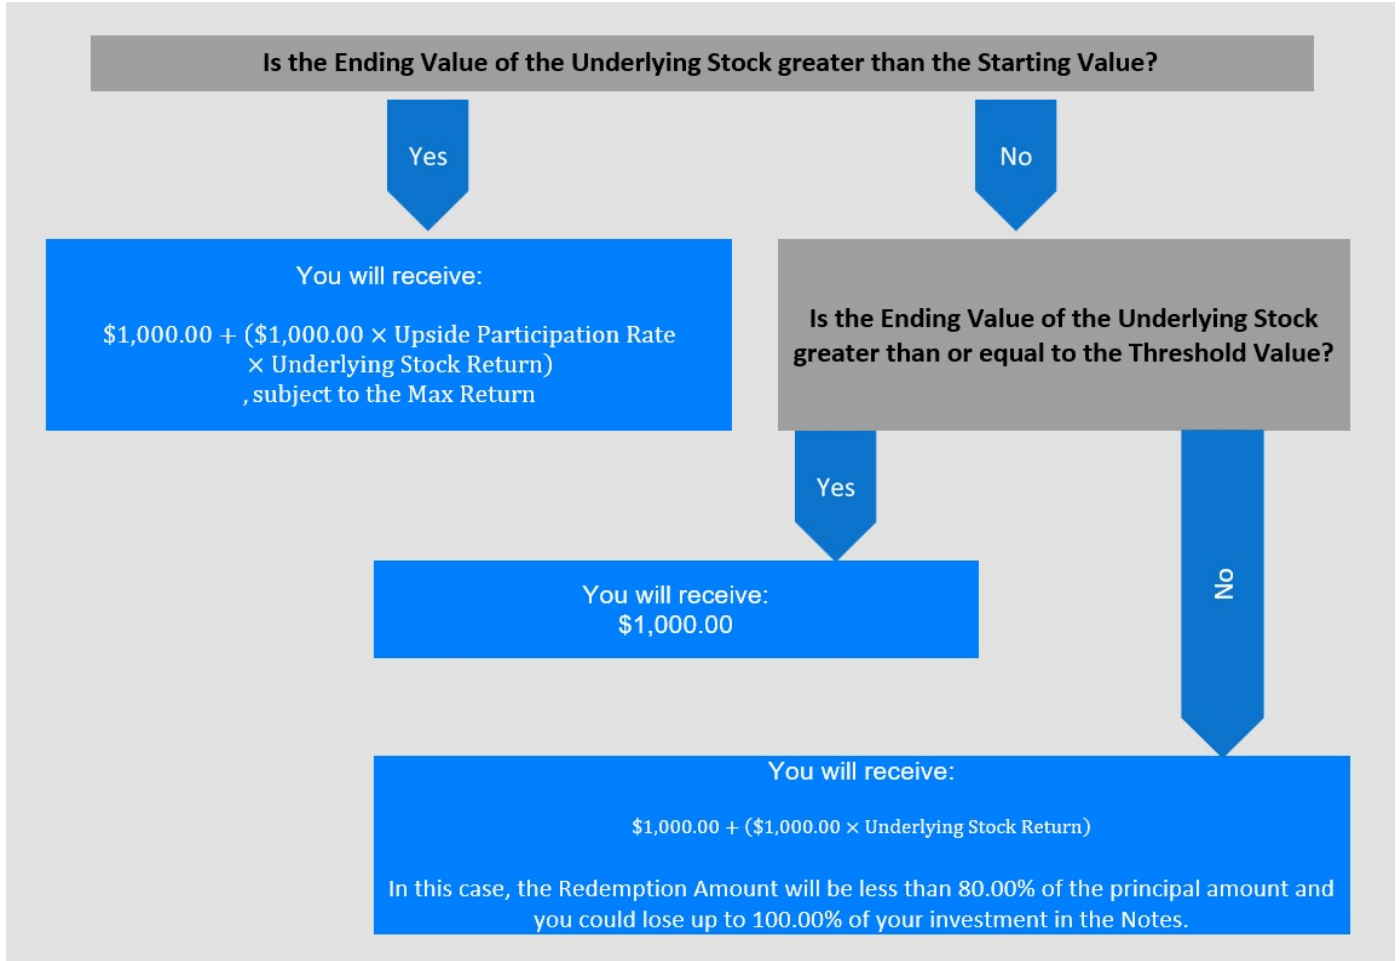 Is the Ending Value of the Underlying Stock greater than the Starting Value?
Yes
No
You will receive:
$1,000.00 + ($1,000.00 × Upside Participation Rate
× Underlying Stock Return)
, subject to the Max Return
Is the Ending Value of the Underlying Stock
greater than or equal to the Threshold Value?
Yes
No
You will receive:
$1,000.00
You will receive:
$1,000.00 + ($1,000.00 × Underlying Stock Return)
In this case, the Redemption Amount will be less than 80.00% of the principal amount and
you could lose up to 100.00% of your investment in the Notes.